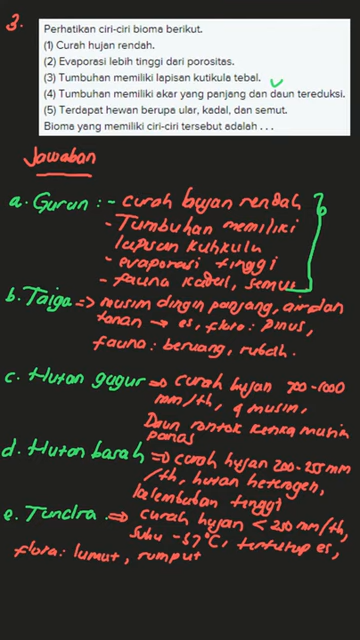 3.
Perhatikan ciri-ciri bioma berikut.
(1) Curah hujan rendah.
(2) Evaporasi lebih tinggi dari porositas.
(3) Tumbuhan memiliki lapisan kutikula tebal.
(4) Tumbuhan memiliki akar yang panjang dan daun tereduksi.
(5) Terdapat hewan berupa ular, kadal, dan semut.
Bioma yang memiliki ciri-ciri tersebut adalah . . .
Jawaban
a. Gurun : - curah hujan rendah
- Tumbuhan memiliki
lapisan kutikula
- evaporasi tinggi
- fauna kadal, semut
b. Taiga => musim dingin panjang, air dan
tanah → es, flora : pinus,
fauna : beruang, rubah.
c. Hutan gugur => curah hujan 700-1000
mm/th, 4 musim,
Daun rontok ketika musim
panas
d. Hutan basah => curah hujan 200-255 mm
/th, hutan heterogen,
kelembaban tinggi
e. Tundra => curah hujan < 250 mm/th,
suhu -57°C, tertutup es,
flora : lumut, rumput